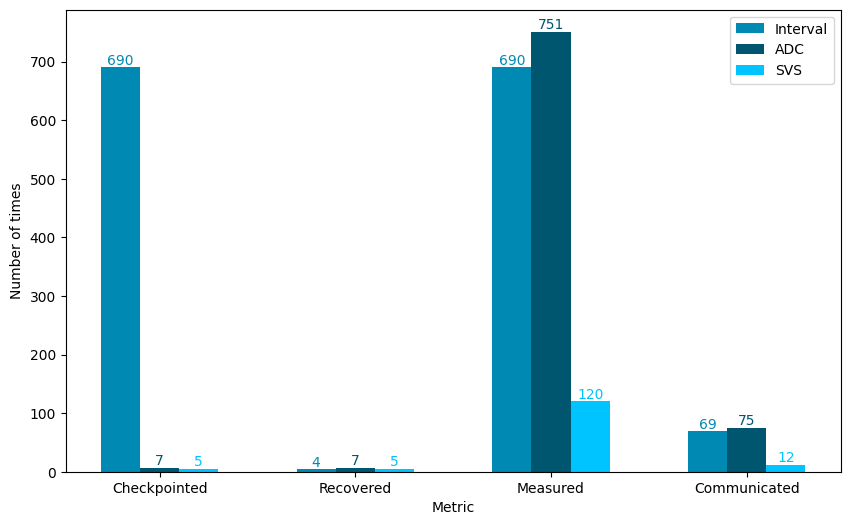 Number of times
700
600
500
400
300
200
100
0
690
7
5
4
7
5
690
751
120
69
75
12
Interval
ADC
SVS
Checkpointed
Recovered
Measured
Communicated
Metric